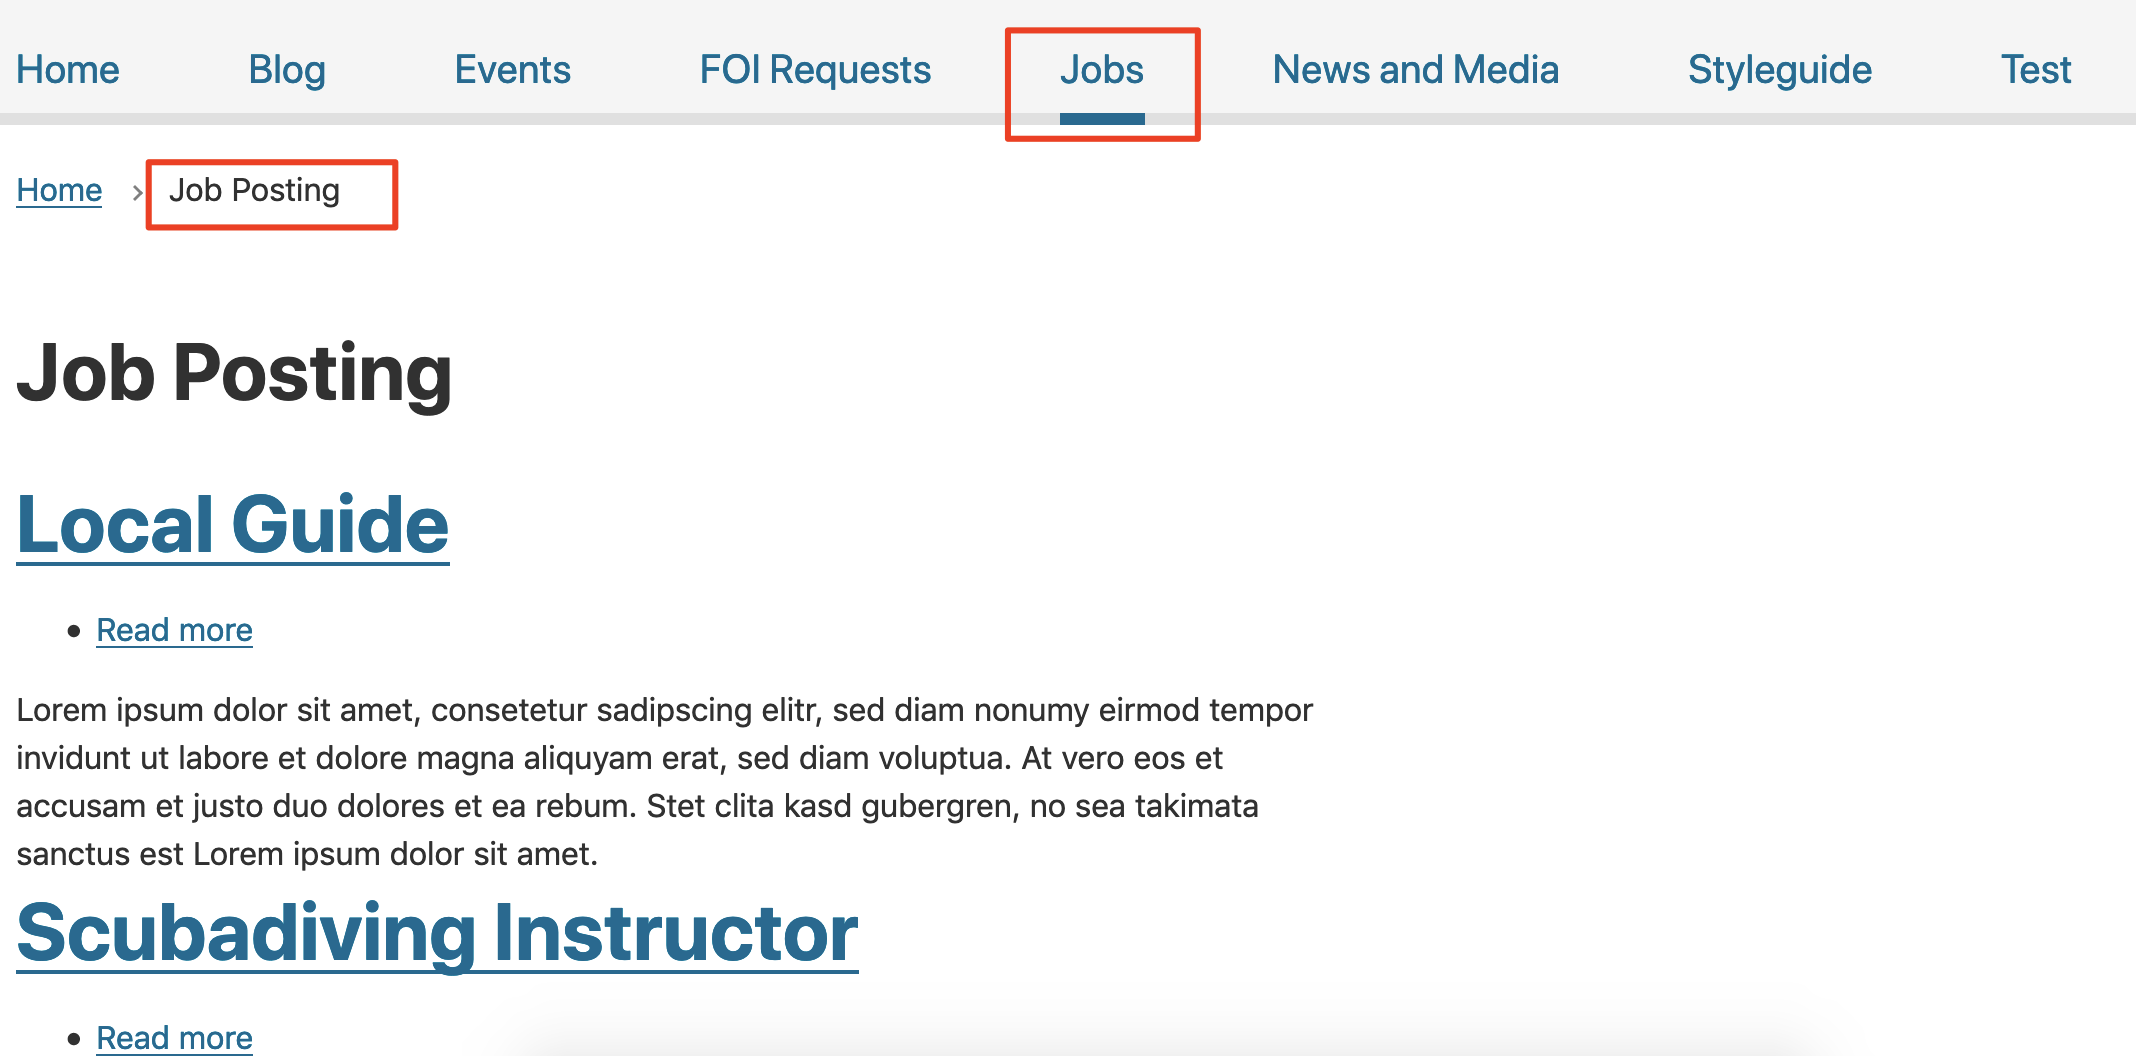 Home Blog Events FOI Requests Jobs News and Media Styleguide Test
Home › Job Posting
Job Posting
Local Guide
• Read more
Lorem ipsum dolor sit amet, consetetur sadipscing elitr, sed diam nonumy eirmod tempor
invidunt ut labore et dolore magna aliquyam erat, sed diam voluptua. At vero eos et
accusam et justo duo dolores et ea rebum. Stet clita kasd gubergren, no sea takimata
sanctus est Lorem ipsum dolor sit amet.
Scubadiving Instructor
• Read more